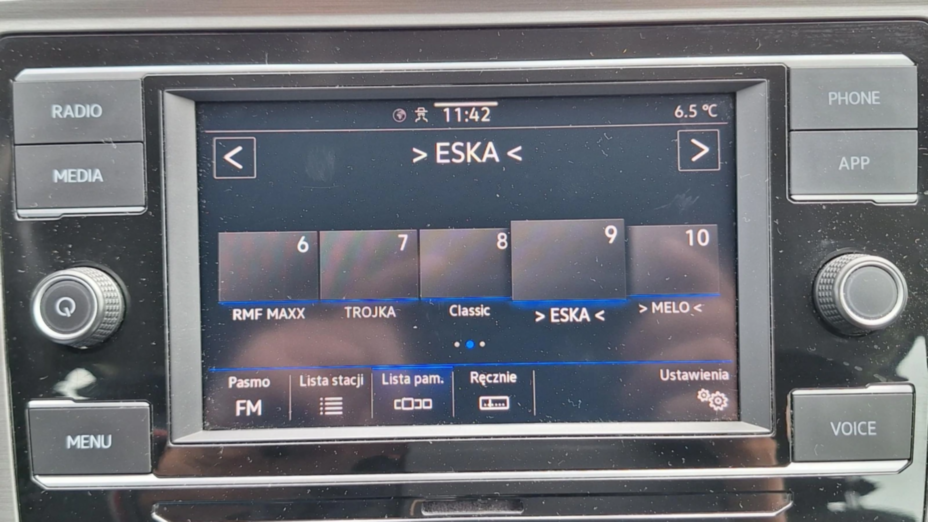 RADIO
MEDIA
MENU
11:42
6.5 °C
<
> ESKA <
>
6
7
8
9
10
RMF MAXX
TROJKA
Classic
> ESKA <
> MELO <
Pasmo
FM
Lista stacji
Lista pam.
Ręcznie
Ustawienia
PHONE
APP
VOICE